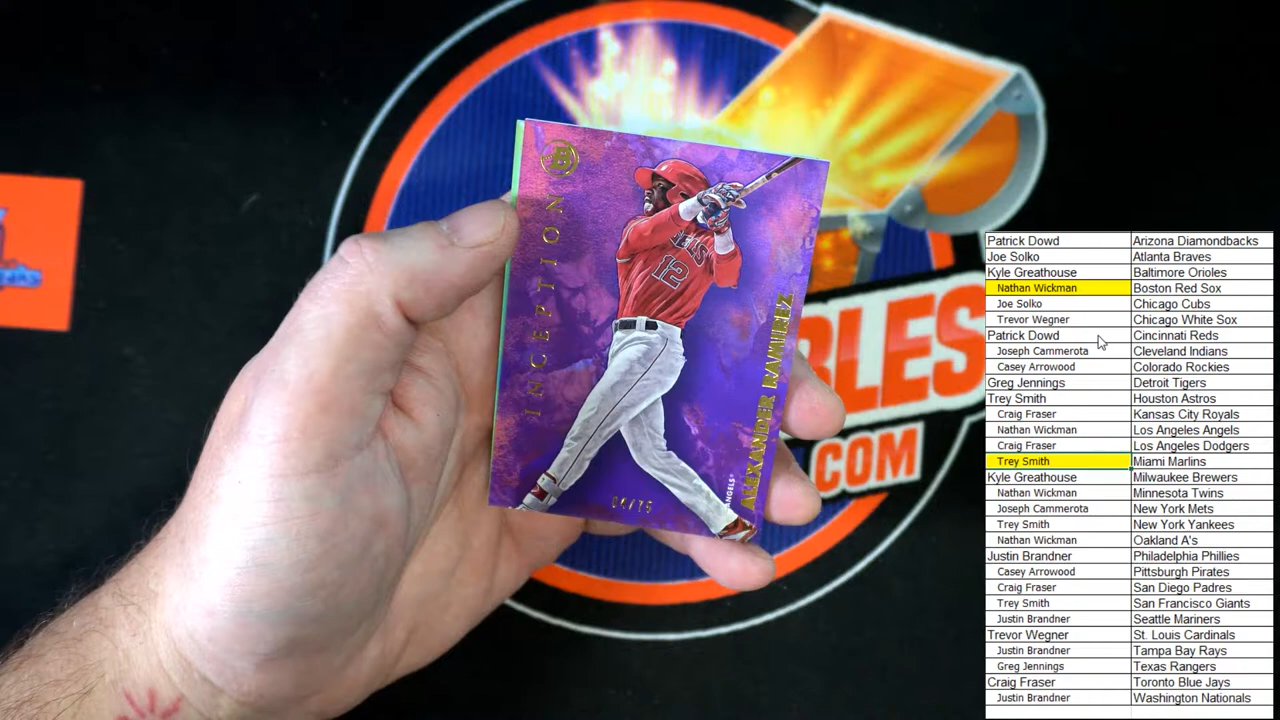 INCEPTION
ANGELS
12
ALEXANDER RAMIREZ
ANGELS
04/75
BLES
.COM
Patrick Dowd Arizona Diamondbacks
Joe Solko Atlanta Braves
Kyle Greathouse Baltimore Orioles
Nathan Wickman Boston Red Sox
Joe Solko Chicago Cubs
Trevor Wegner Chicago White Sox
Patrick Dowd Cincinnati Reds
Joseph Cammerota Cleveland Indians
Casey Arrowood Colorado Rockies
Greg Jennings Detroit Tigers
Trey Smith Houston Astros
Craig Fraser Kansas City Royals
Nathan Wickman Los Angeles Angels
Craig Fraser Los Angeles Dodgers
Trey Smith Miami Marlins
Kyle Greathouse Milwaukee Brewers
Nathan Wickman Minnesota Twins
Joseph Cammerota New York Mets
Trey Smith New York Yankees
Nathan Wickman Oakland A's
Justin Brandner Philadelphia Phillies
Casey Arrowood Pittsburgh Pirates
Craig Fraser San Diego Padres
Trey Smith San Francisco Giants
Justin Brandner Seattle Mariners
Trevor Wegner St. Louis Cardinals
Justin Brandner Tampa Bay Rays
Greg Jennings Texas Rangers
Craig Fraser Toronto Blue Jays
Justin Brandner Washington Nationals